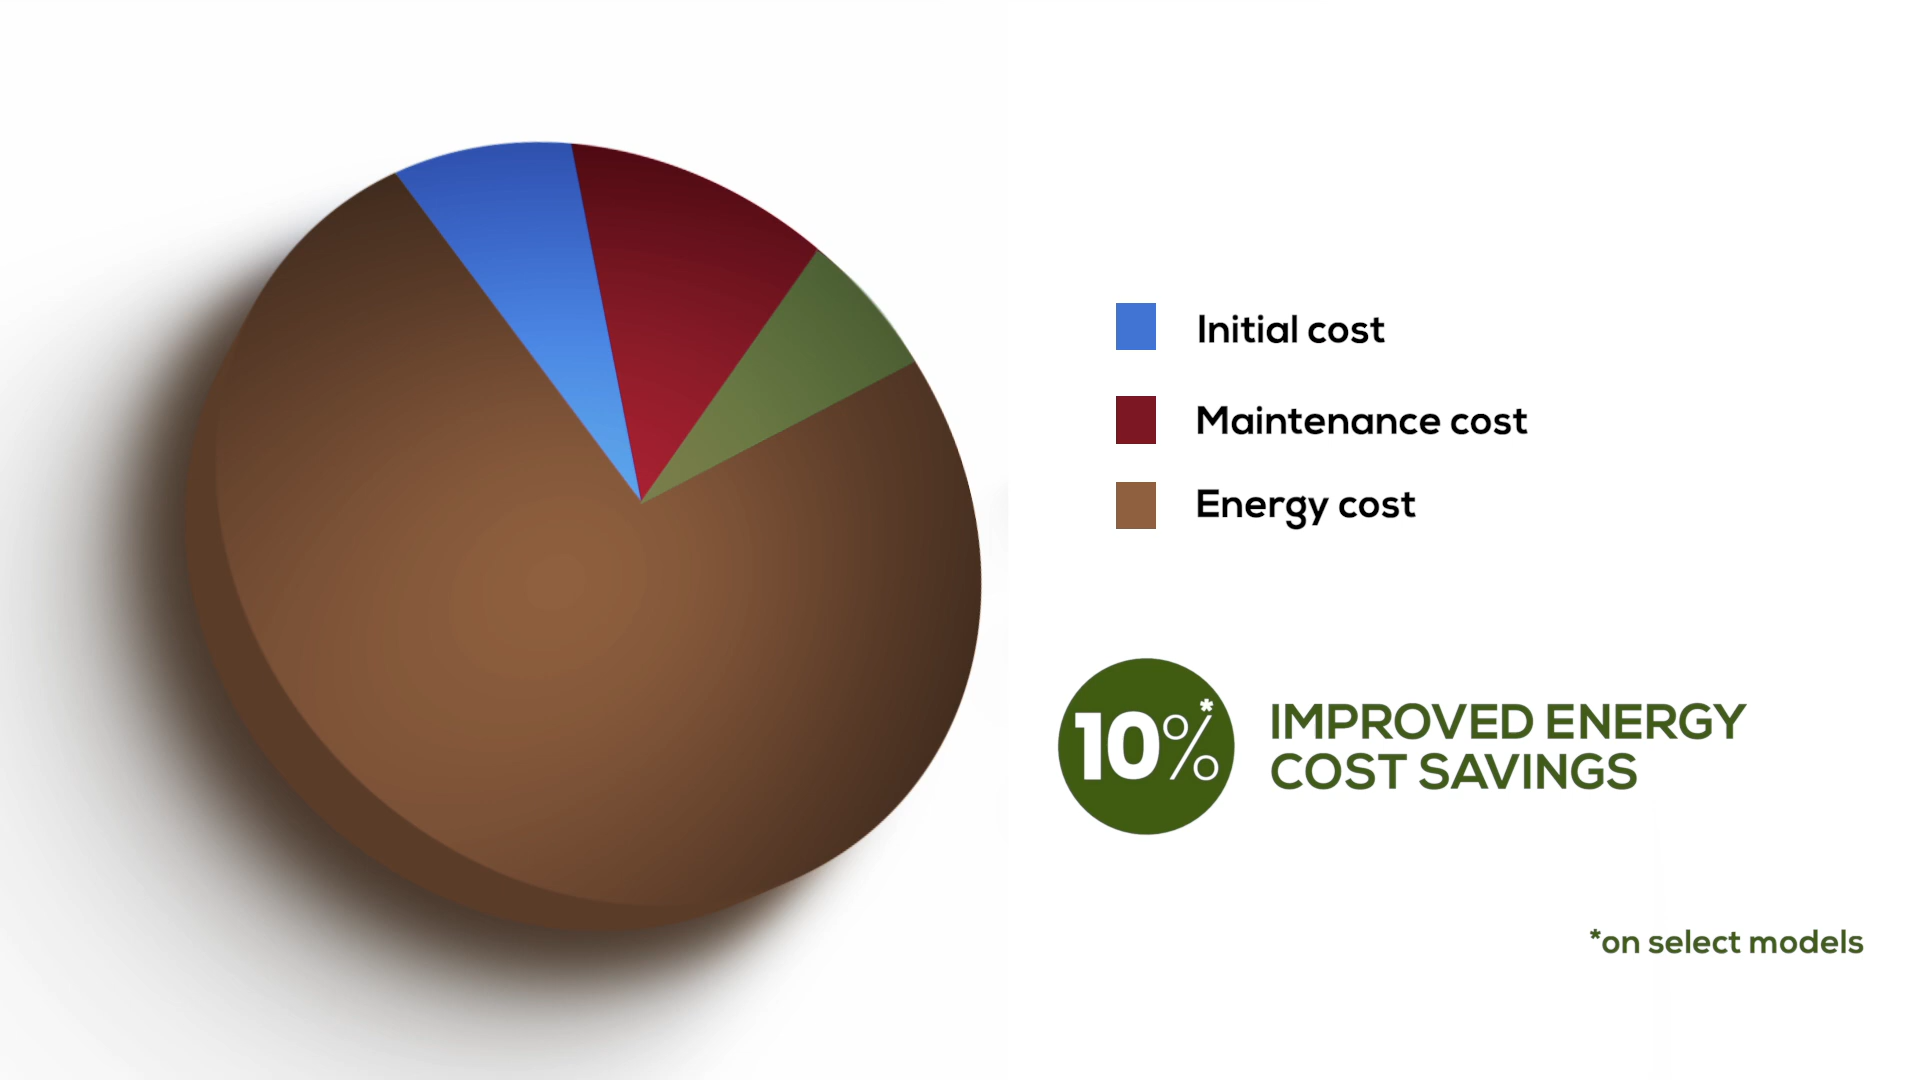 Initial cost
Maintenance cost
Energy cost
10%*
IMPROVED ENERGY
COST SAVINGS
*on select models